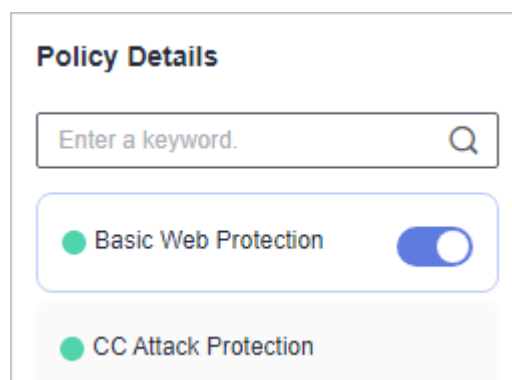 Policy Details
Enter a keyword.
Basic Web Protection
CC Attack Protection